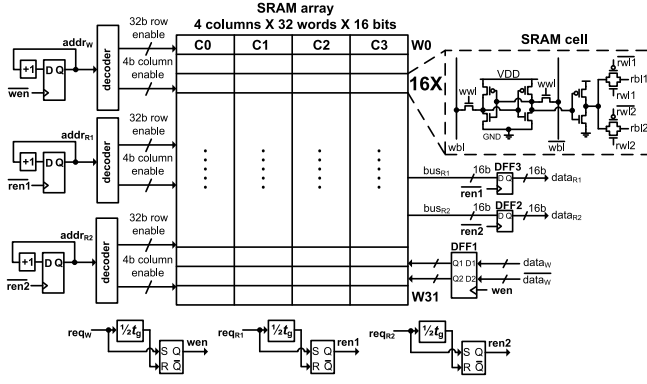 SRAM array
4 columns X 32 words X 16 bits
C0 C1 C2 C3 W0
16X
W31
SRAM cell
VDD
wwl wwl
GND
wbl
wbl
rwl1
rbl1
rwl1
rwl2
rbl2
rwl2
addrW
+1 D Q
wen
decoder
32b row
enable
4b column
enable
addrR1
+1 D Q
ren1
decoder
32b row
enable
4b column
enable
addrR2
+1 D Q
ren2
decoder
32b row
enable
4b column
enable
busR1 16b DFF3 16b dataR1
D Q
ren1
busR2 16b DFF2 16b dataR2
D Q
ren2
DFF1
Q1 D1 dataW
Q2 D2 dataW
wen
reqW ½tg S Q wen
R Q
reqR1 ½tg S Q ren1
R Q
reqR2 ½tg S Q ren2
R Q